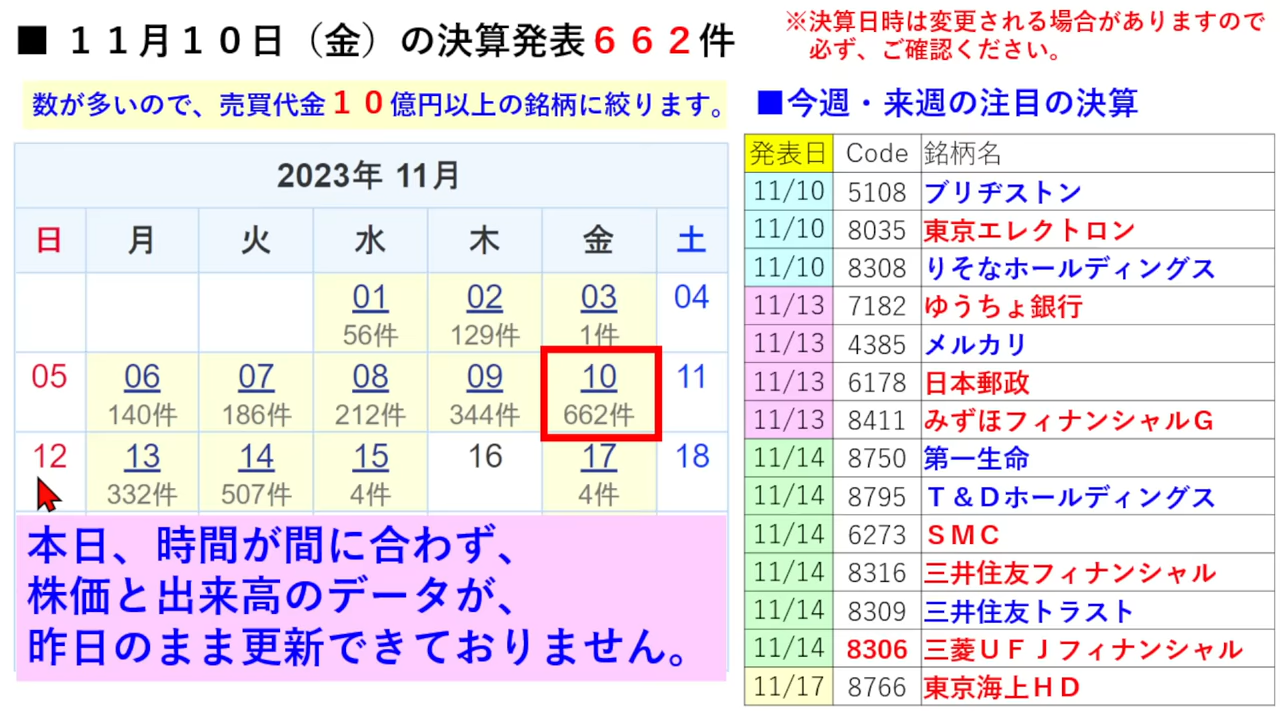 ■ １１月１０日（金）の決算発表６６２件
※決算日時は変更される場合がありますので
必ず、ご確認ください。
数が多いので、売買代金１０億円以上の銘柄に絞ります。
2023年 11月
日 月 火 水 木 金 土
01 02 03 04
56件 129件 1件
05 06 07 08 09 10 11
140件 186件 212件 344件 662件
12 13 14 15 16 17 18
332件 507件 4件 4件
本日、時間が間に合わず、
株価と出来高のデータが、
昨日のまま更新できておりません。
■今週・来週の注目の決算
発表日 Code 銘柄名
11/10 5108 ブリヂストン
11/10 8035 東京エレクトロン
11/10 8308 りそなホールディングス
11/13 7182 ゆうちょ銀行
11/13 4385 メルカリ
11/13 6178 日本郵政
11/13 8411 みずほフィナンシャルＧ
11/14 8750 第一生命
11/14 8795 Ｔ＆Ｄホールディングス
11/14 6273 ＳＭＣ
11/14 8316 三井住友フィナンシャル
11/14 8309 三井住友トラスト
11/14 8306 三菱ＵＦＪフィナンシャル
11/17 8766 東京海上ＨＤ